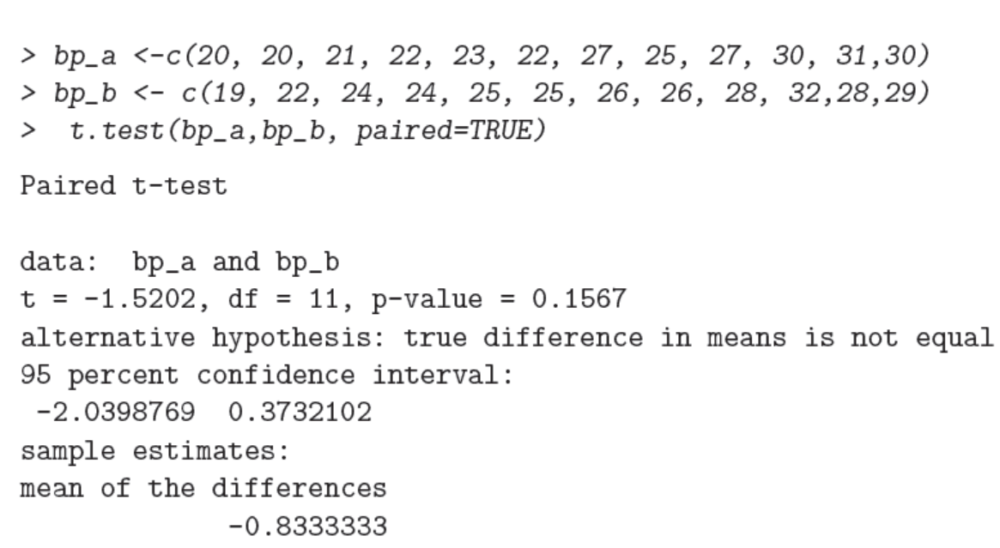 > bp_a <-c(20, 20, 21, 22, 23, 22, 27, 25, 27, 30, 31,30)
> bp_b <- c(19, 22, 24, 24, 25, 25, 26, 26, 28, 32,28,29)
>  t.test(bp_a,bp_b, paired=TRUE)
Paired t-test
data:  bp_a and bp_b
t = -1.5202, df = 11, p-value = 0.1567
alternative hypothesis: true difference in means is not equal
95 percent confidence interval:
-2.0398769  0.3732102
sample estimates:
mean of the differences
-0.8333333